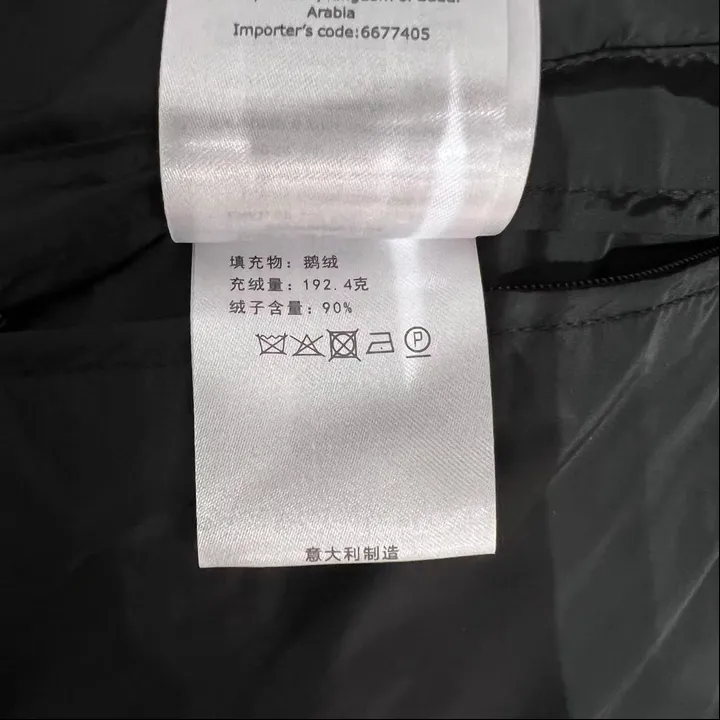 Arabia
Importer's code:6677405
填充物：鹅绒
充绒量：192.4克
绒子含量：90%
P
意大利制造